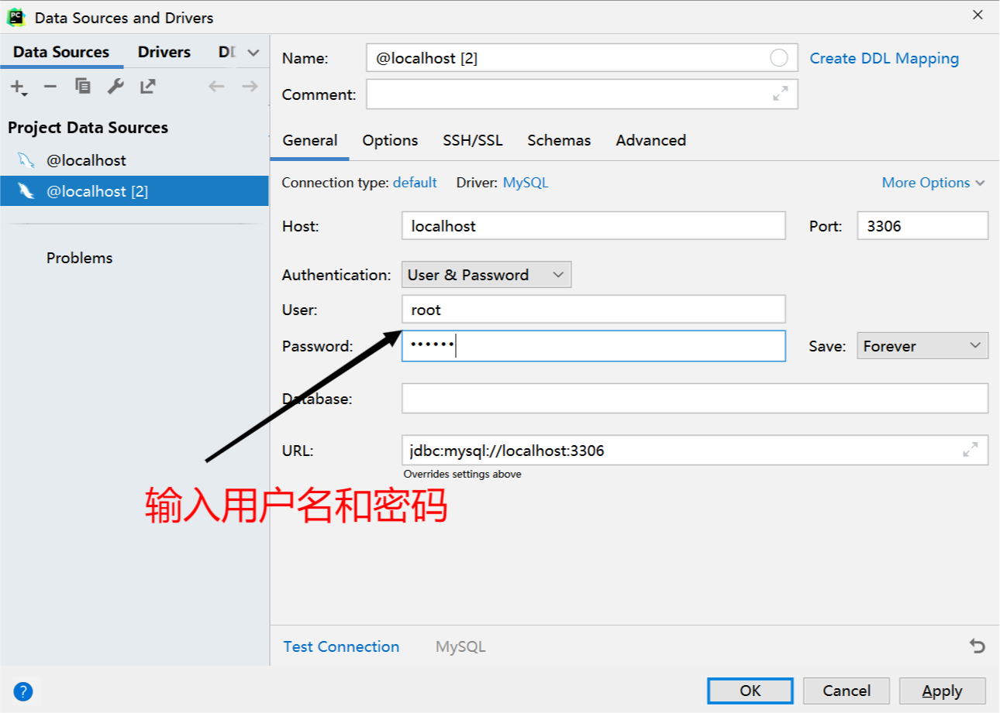 PC Data Sources and Drivers
Data Sources Drivers DD
Project Data Sources
@localhost
@localhost [2]
Problems
Name: @localhost [2] Create DDL Mapping
Comment:
General Options SSH/SSL Schemas Advanced
Connection type: default Driver: MySQL More Options
Host: localhost Port: 3306
Authentication: User & Password
User: root
Password: •••••• Save: Forever
Database:
URL: jdbc:mysql://localhost:3306
Overrides settings above
输入用户名和密码
Test Connection MySQL
? OK Cancel Apply